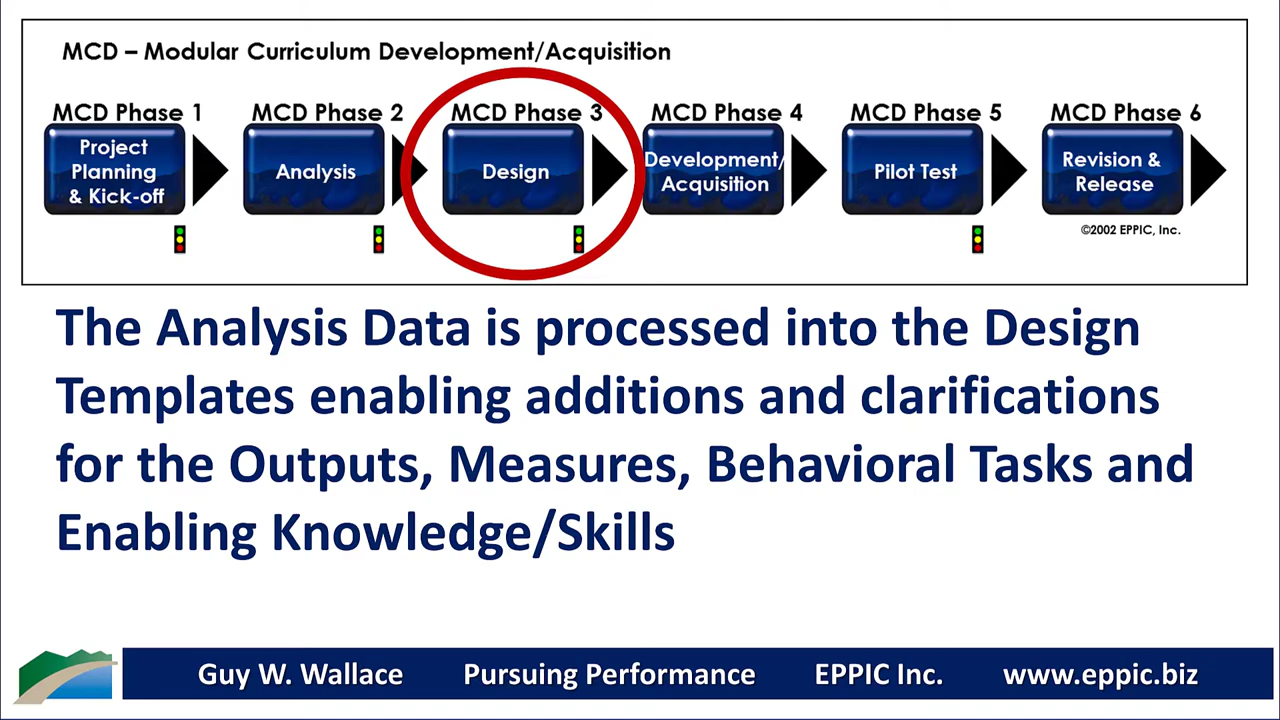 MCD – Modular Curriculum Development/Acquisition
MCD Phase 1
MCD Phase 2
MCD Phase 3
MCD Phase 4
MCD Phase 5
MCD Phase 6
Project
Planning
& Kick-off
Analysis
Design
Development/
Acquisition
Pilot Test
Revision &
Release
©2002 EPPIC, Inc.
The Analysis Data is processed into the Design
Templates enabling additions and clarifications
for the Outputs, Measures, Behavioral Tasks and
Enabling Knowledge/Skills
Guy W. Wallace Pursuing Performance EPPIC Inc. www.eppic.biz